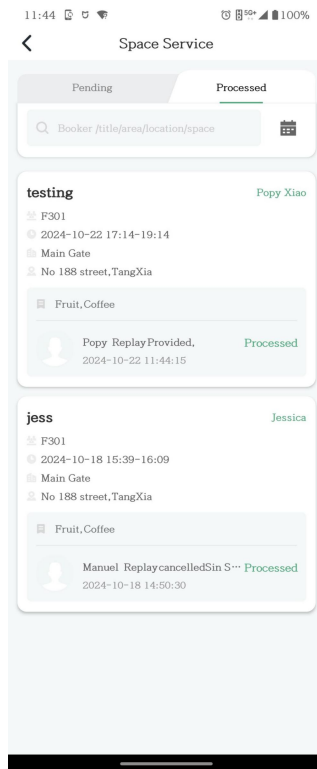 11:44 5G+ 100%
Space Service
Pending Processed
Booker /title/area/location/space
testing Popy Xiao
F301
2024-10-22 17:14-19:14
Main Gate
No 188 street,TangXia
Fruit,Coffee
Popy ReplayProvided, Processed
2024-10-22 11:44:15
jess Jessica
F301
2024-10-18 15:39-16:09
Main Gate
No 188 street,TangXia
Fruit,Coffee
Manuel ReplaycancelledSin S··· Processed
2024-10-18 14:50:30